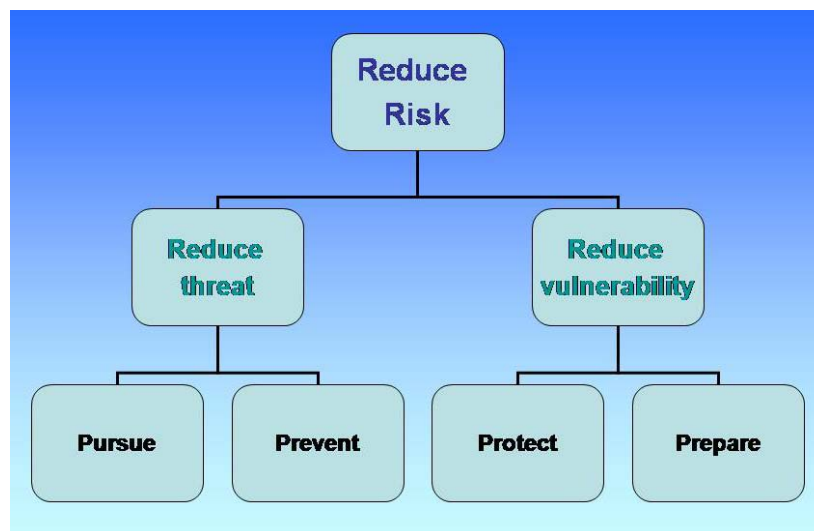 Reduce
Risk
Reduce
threat
Reduce
vulnerability
Pursue
Prevent
Protect
Prepare